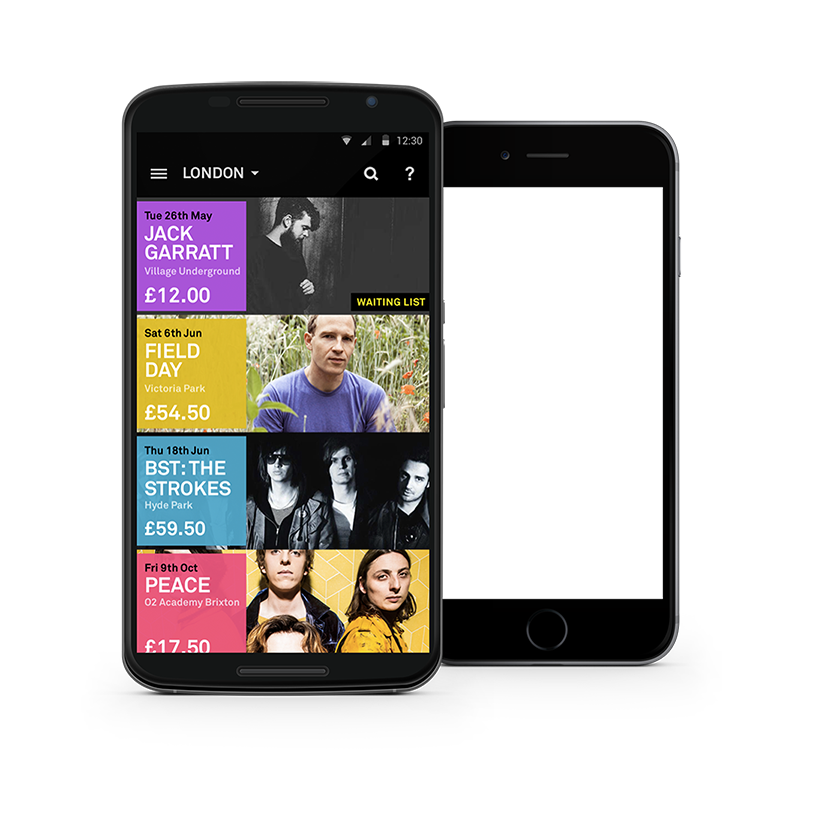 12:30
LONDON
?
Tue 26th May
JACK
GARRATT
Village Underground
£12.00
WAITING LIST
Sat 6th Jun
FIELD
DAY
Victoria Park
£54.50
Thu 18th Jun
BST: THE
STROKES
Hyde Park
£59.50
Fri 9th Oct
PEACE
O2 Academy Brixton
£17.50